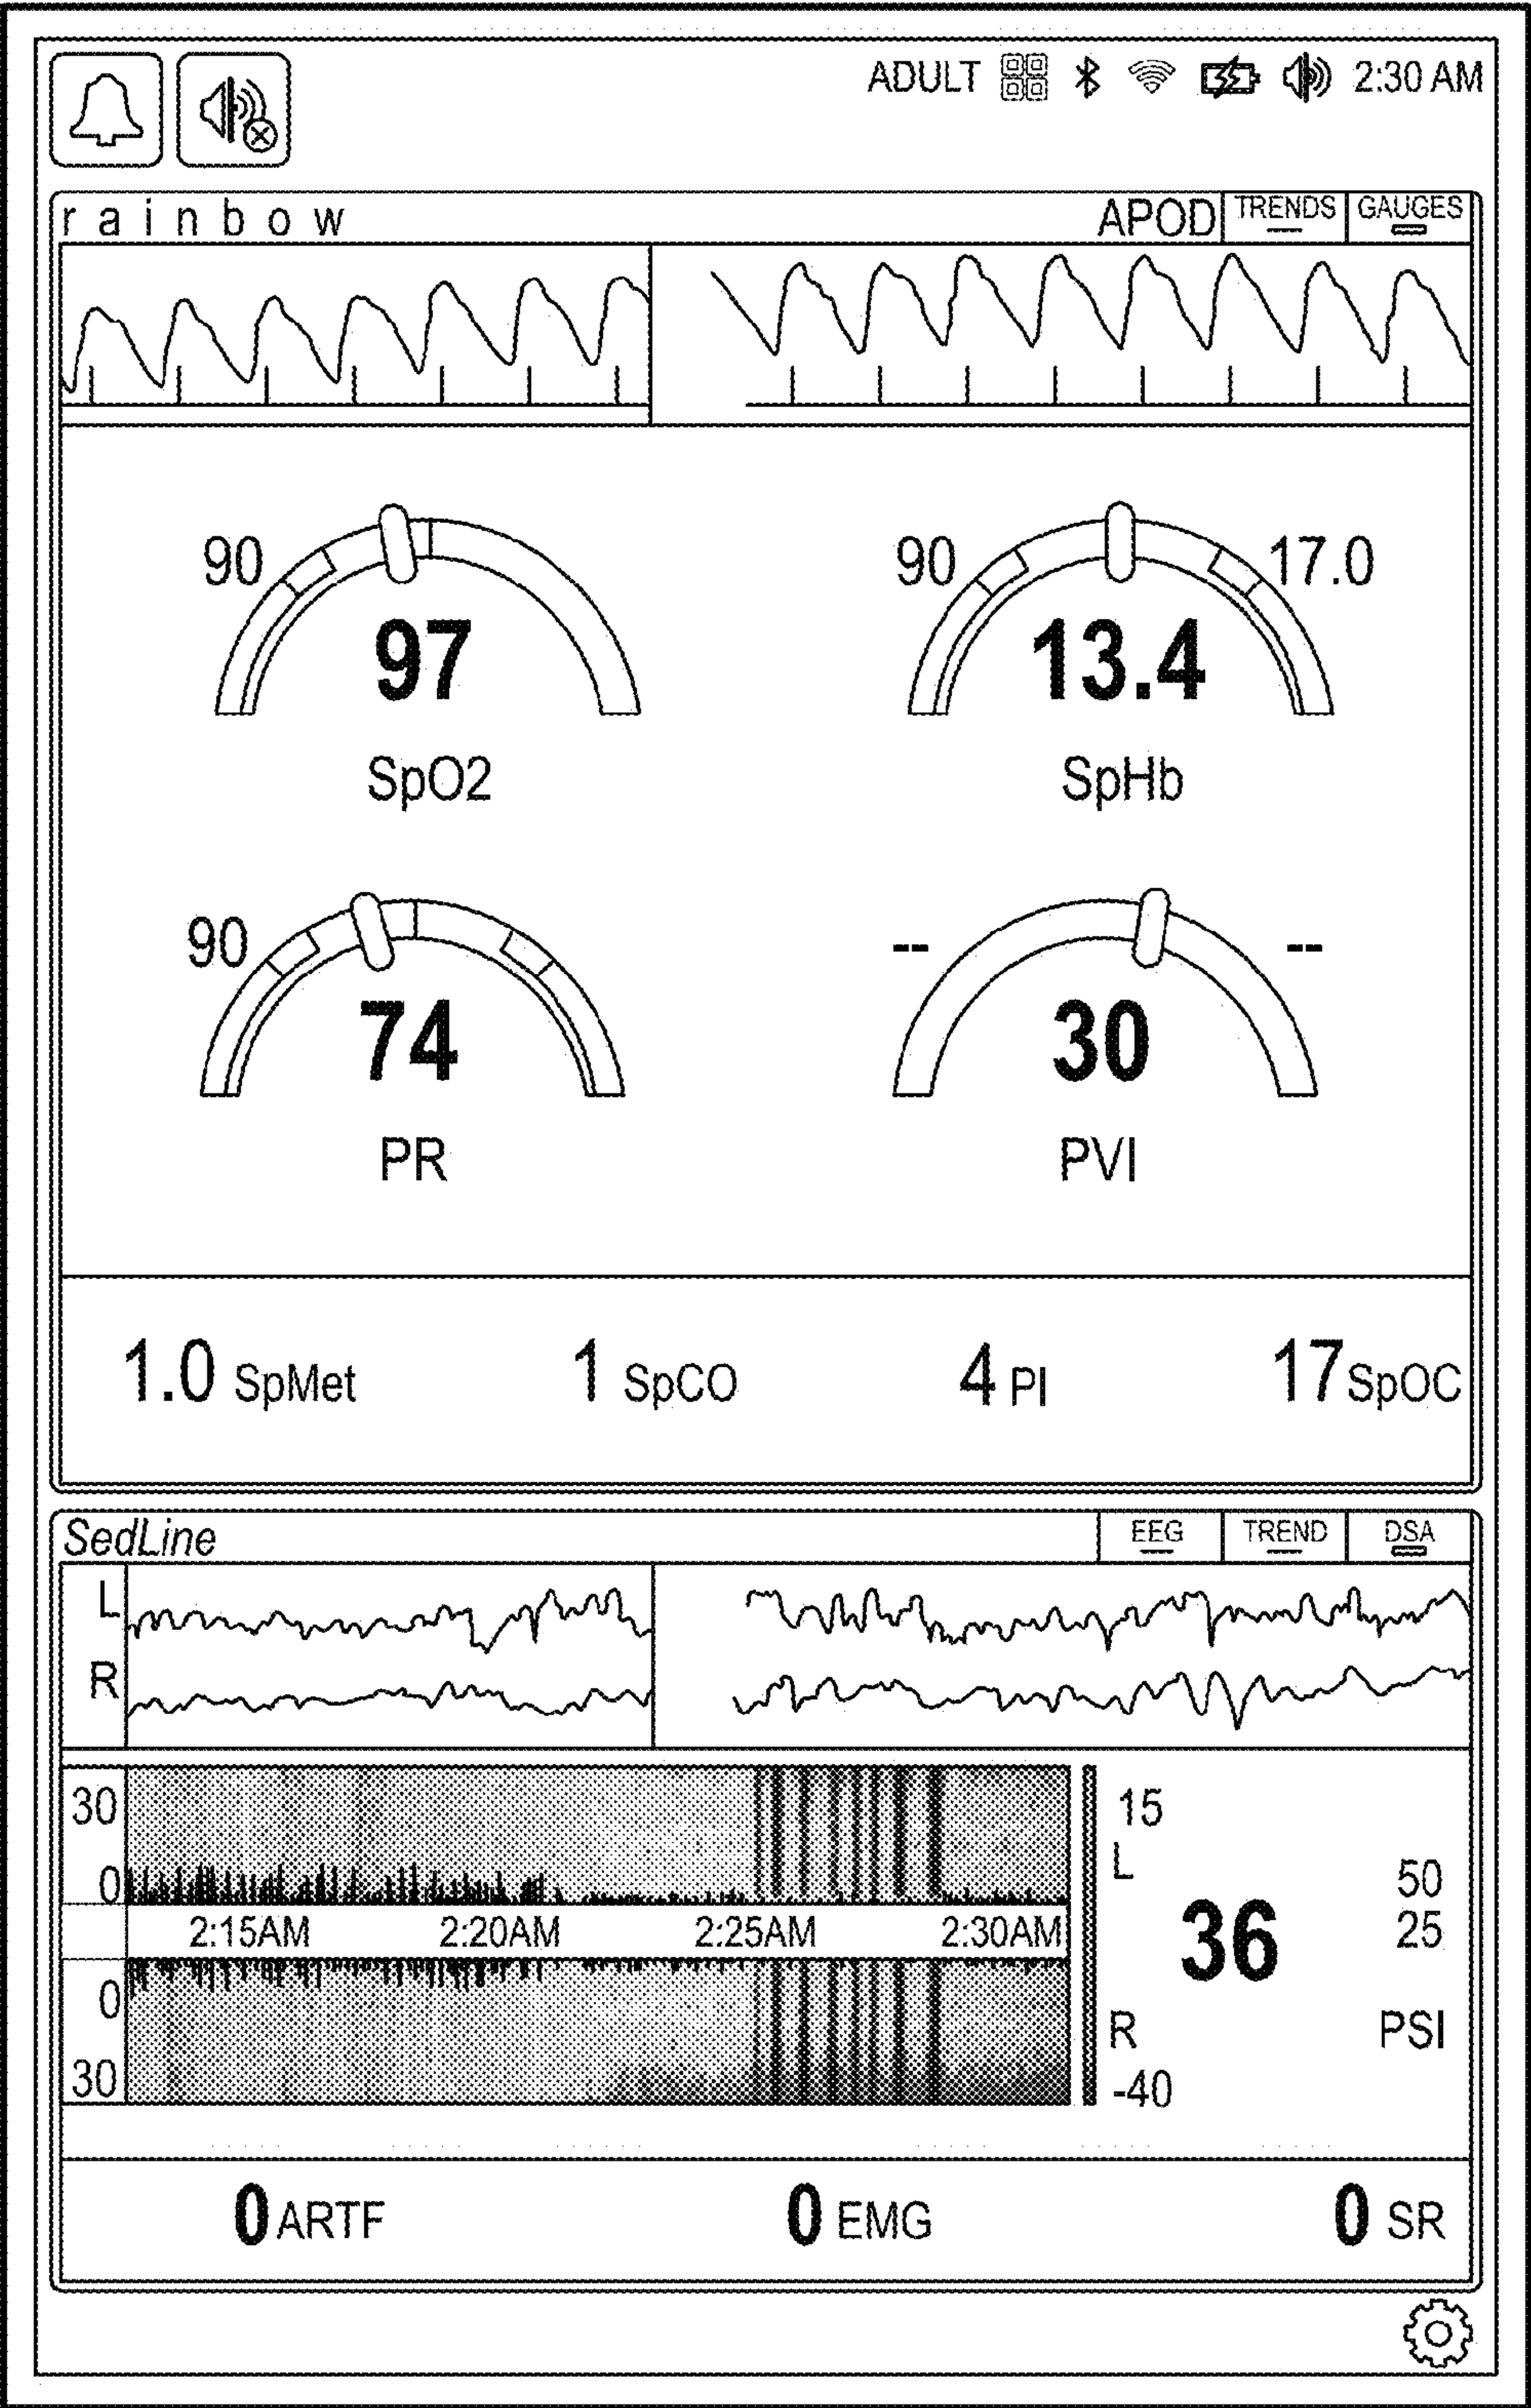 ADULT 2:30 AM
rainbow APOD TRENDS GAUGES
90 90 17.0
97 13.4
SpO2 SpHb
90 -- --
74 30
PR PVI
1.0 SpMet 1 SpCO 4 PI 17 SpOC
SedLine EEG TREND DSA
L
R
30 15
0 L 50
2:15AM 2:20AM 2:25AM 2:30AM 36 25
0 R PSI
30 -40
0 ARTF 0 EMG 0 SR